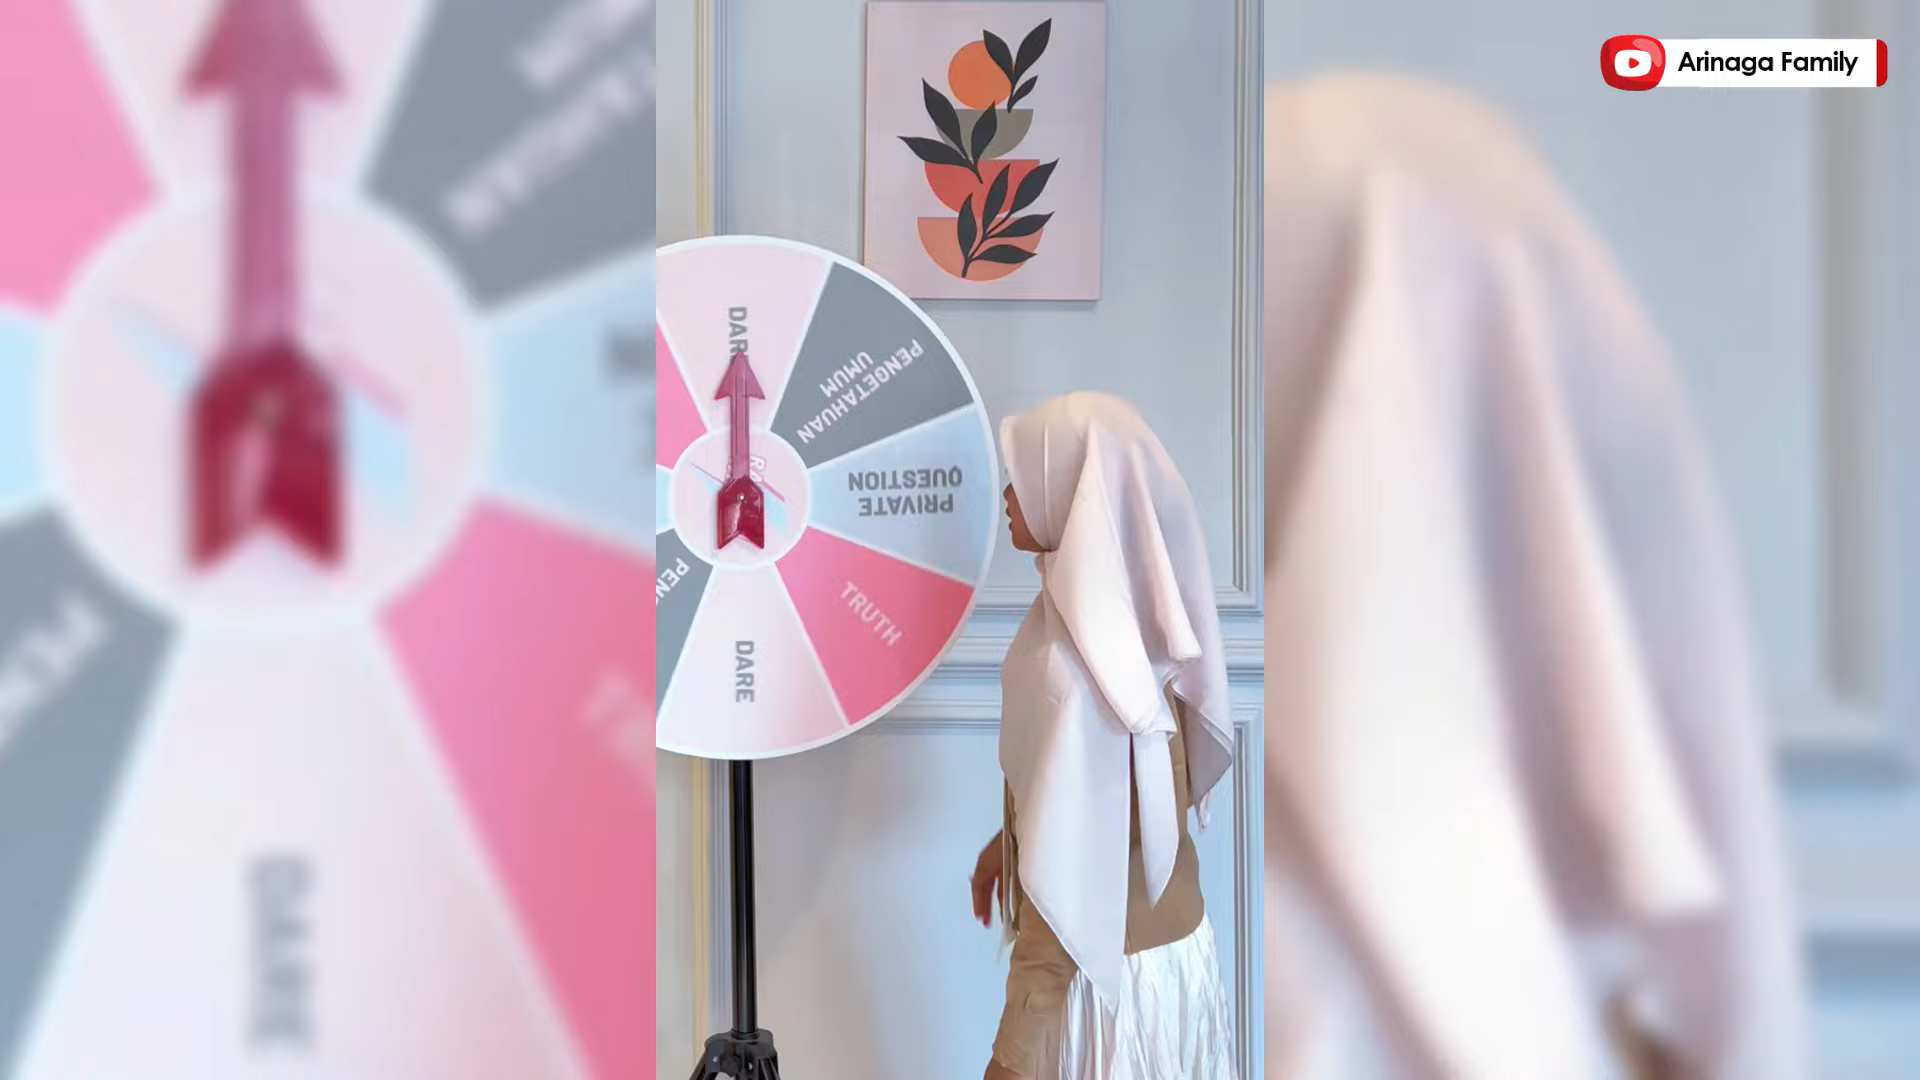 Arinaga Family
DARE
PENGETAHUAN
UMUM
PRIVATE
QUESTION
TRUTH
DARE